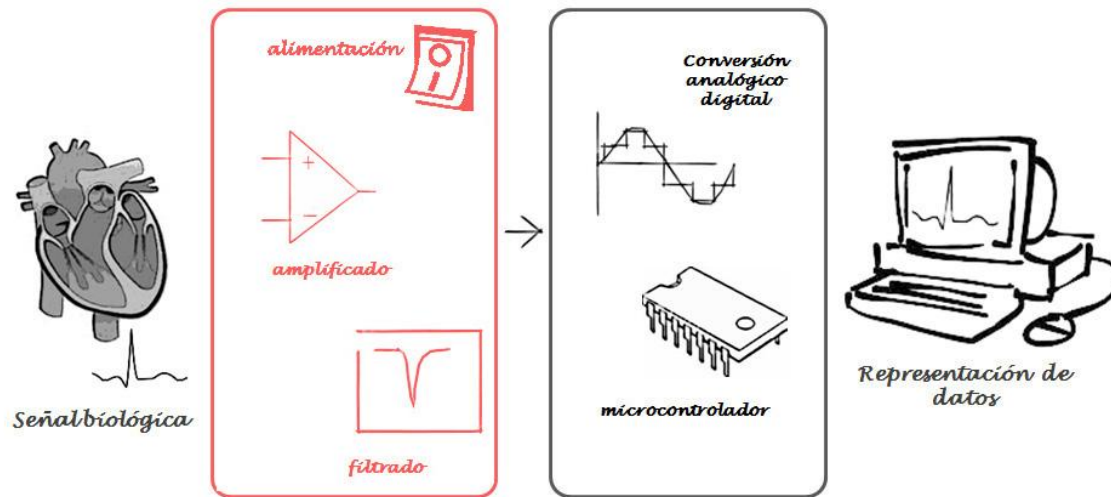 alimentación
amplificado
filtrado
Señal biológica
Conversión
analógico
digital
microcontrolador
Representación de
datos